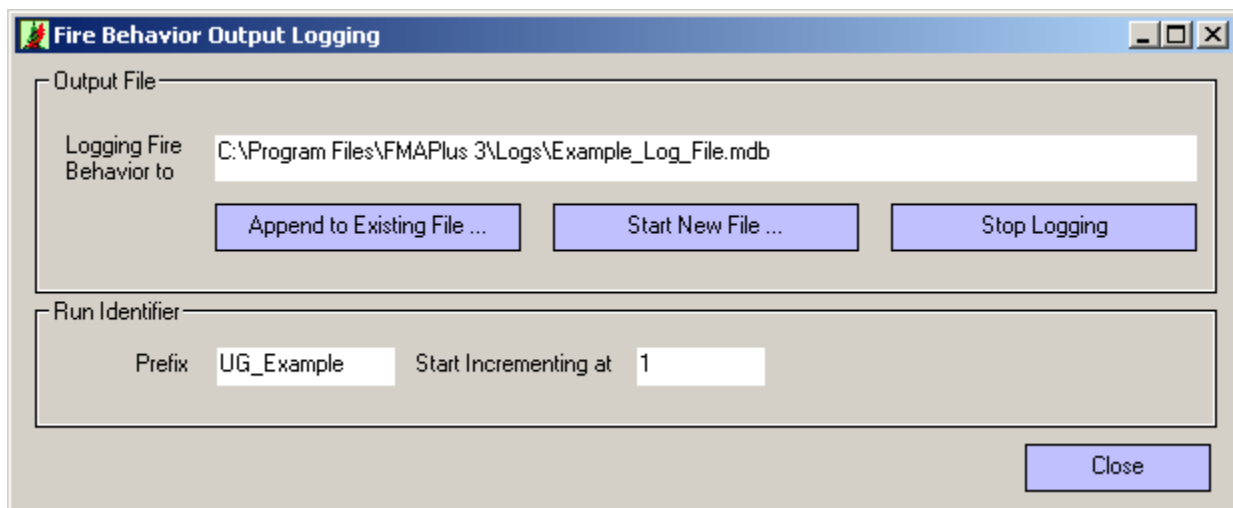 Fire Behavior Output Logging
Output File
Logging Fire
Behavior to
C:\Program Files\FMAPlus 3\Logs\Example_Log_File.mdb
Append to Existing File ... Start New File ... Stop Logging
Run Identifier
Prefix UG_Example Start Incrementing at 1
Close